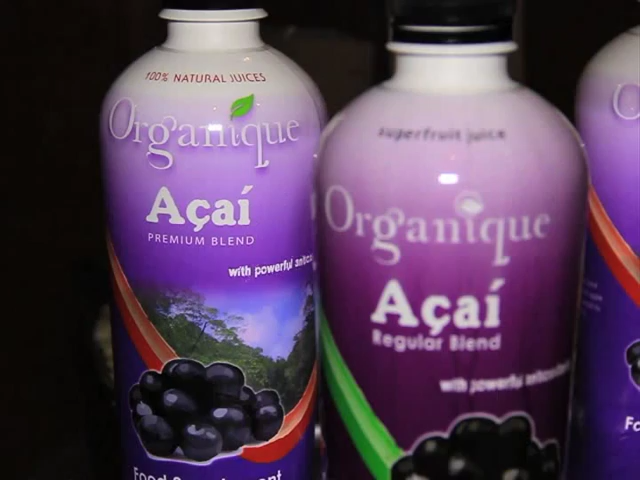 100% NATURAL JUICES
Organique
Açaí
PREMIUM BLEND
with powerful
superfruit juice
Organique
Açaí
Regular Blend
with powerful